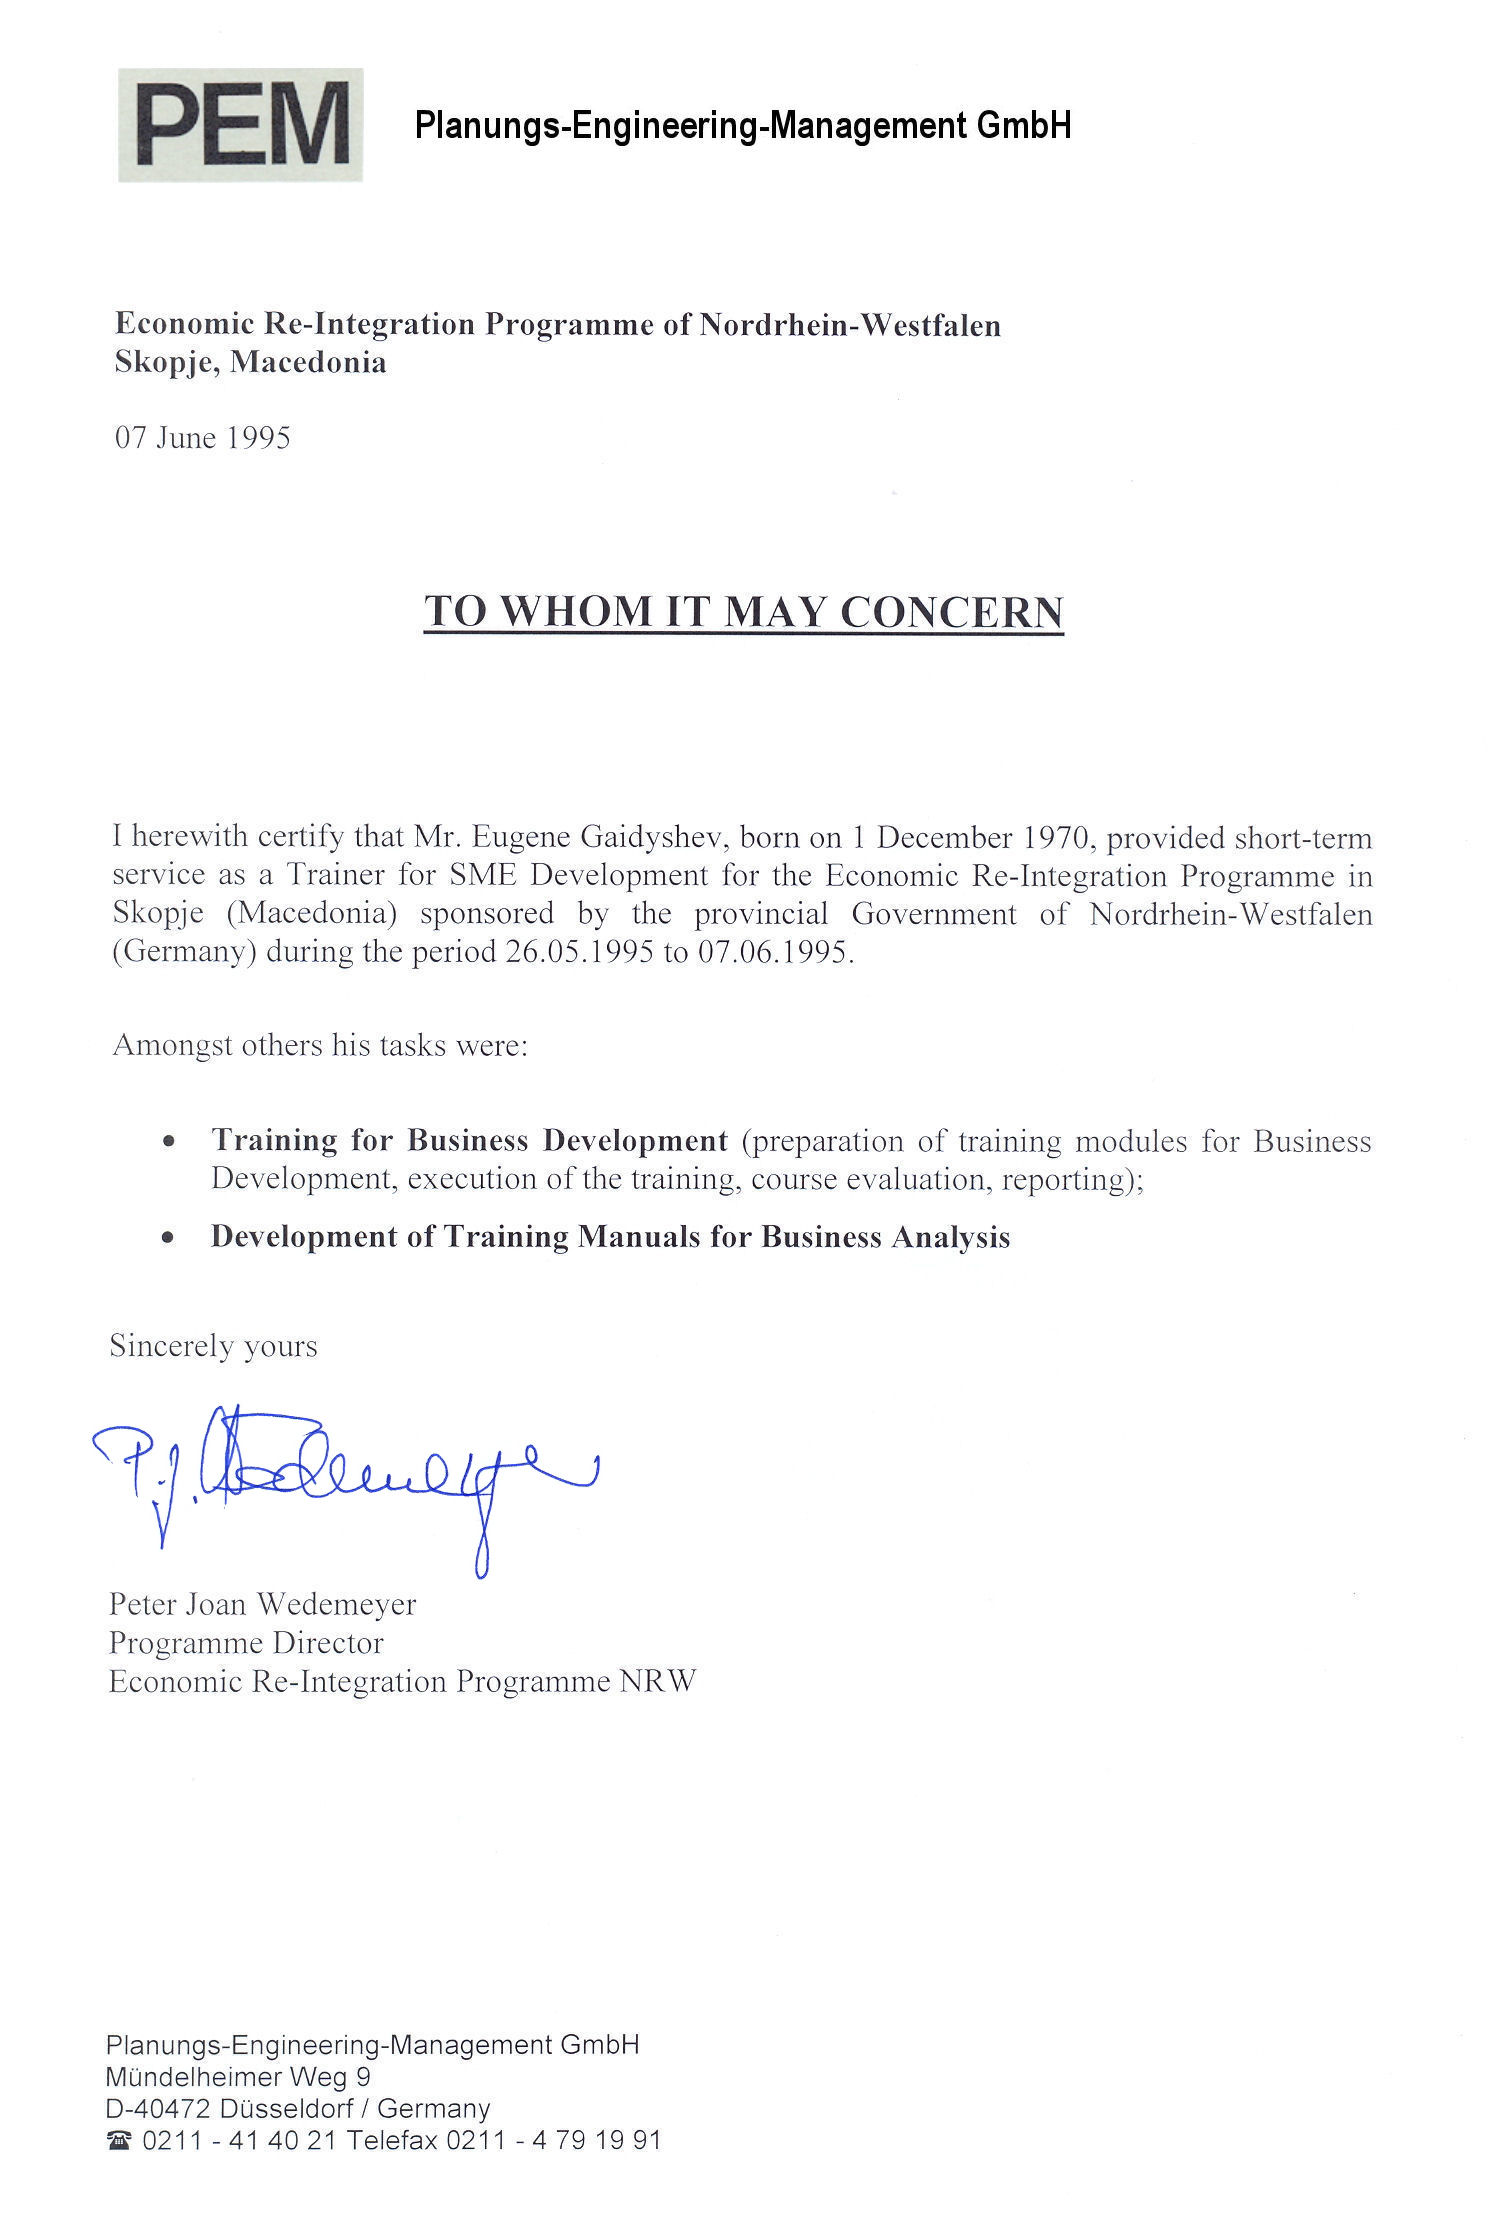 PEM
Planungs-Engineering-Management GmbH
Economic Re-Integration Programme of Nordrhein-Westfalen
Skopje, Macedonia
07 June 1995
TO WHOM IT MAY CONCERN
I herewith certify that Mr. Eugene Gaidyshev, born on 1 December 1970, provided short-term
service as a Trainer for SME Development for the Economic Re-Integration Programme in
Skopje (Macedonia) sponsored by the provincial Government of Nordrhein-Westfalen
(Germany) during the period 26.05.1995 to 07.06.1995.
Amongst others his tasks were:
• Training for Business Development (preparation of training modules for Business
Development, execution of the training, course evaluation, reporting);
• Development of Training Manuals for Business Analysis
Sincerely yours
P.J. Wedemeyer
Peter Joan Wedemeyer
Programme Director
Economic Re-Integration Programme NRW
Planungs-Engineering-Management GmbH
Mündelheimer Weg 9
D-40472 Düsseldorf / Germany
☎ 0211 - 41 40 21 Telefax 0211 - 4 79 19 91